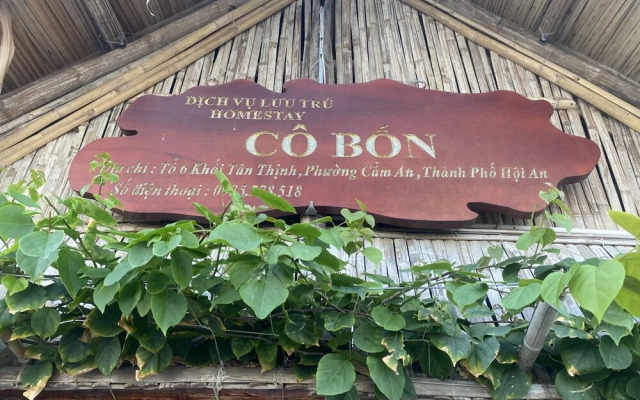 DỊCH VỤ LƯU TRÚ
HOMESTAY
CÔ BỐN
Địa chỉ : Tổ 6 Khối Tân Thịnh, Phường Cẩm An, Thành Phố Hội An
Số điện thoại :